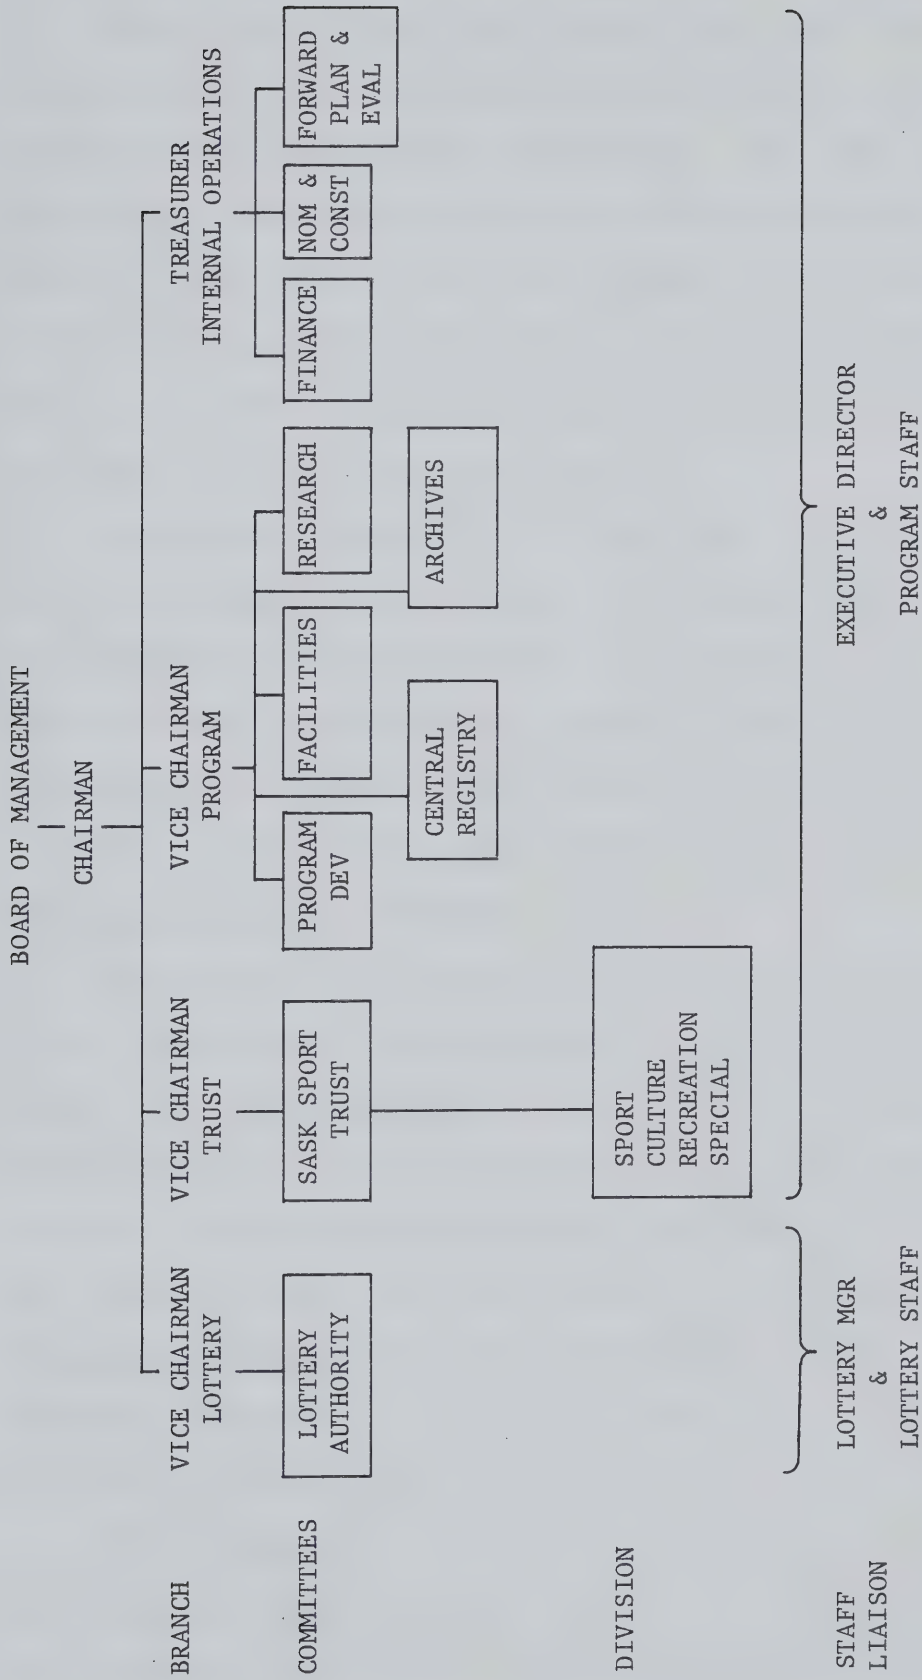 BOARD OF MANAGEMENT
CHAIRMAN
BRANCH
VICE CHAIRMAN
LOTTERY
VICE CHAIRMAN
TRUST
VICE CHAIRMAN
PROGRAM
TREASURER
INTERNAL OPERATIONS
COMMITTEES
LOTTERY
AUTHORITY
SASK SPORT
TRUST
PROGRAM
DEV
FACILITIES
RESEARCH
FINANCE
NOM &
CONST
FORWARD
PLAN &
EVAL
CENTRAL
REGISTRY
ARCHIVES
DIVISION
SPORT
CULTURE
RECREATION
SPECIAL
STAFF
LIAISON
LOTTERY MGR
&
LOTTERY STAFF
EXECUTIVE DIRECTOR
&
PROGRAM STAFF